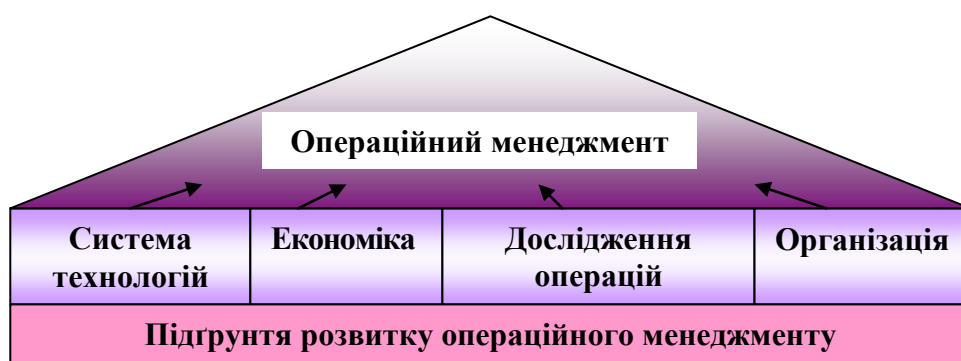 Операційний менеджмент
Система
технологій
Економіка
Дослідження
операцій
Організація
Підґрунтя розвитку операційного менеджменту